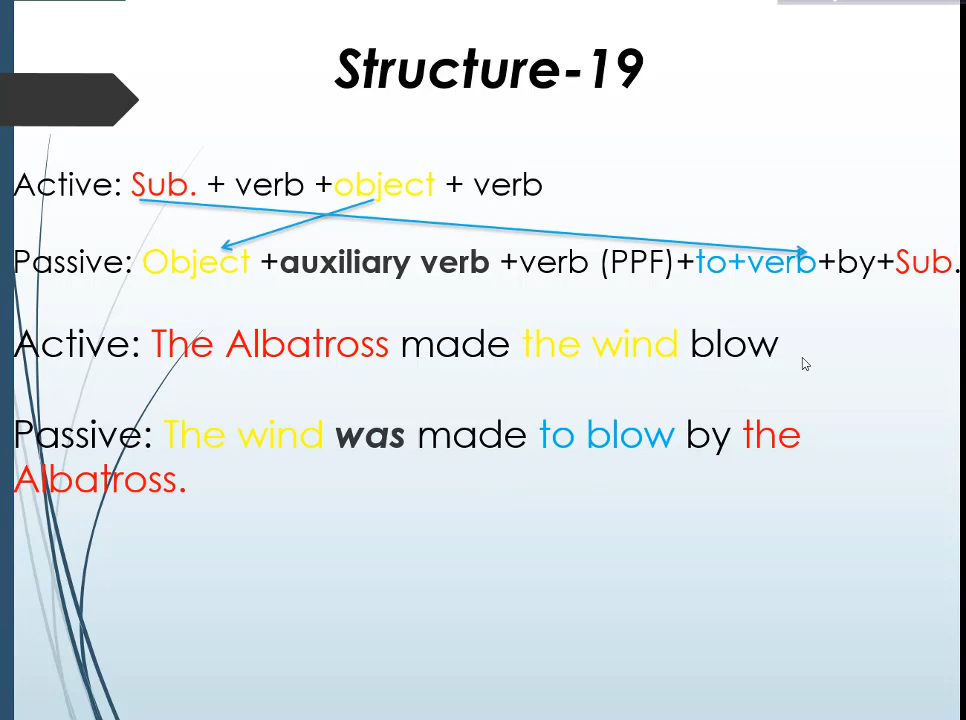 Structure-19
Active: Sub. + verb +object + verb
Passive: Object +auxiliary verb +verb (PPF)+to+verb+by+Sub.
Active: The Albatross made the wind blow
Passive: The wind was made to blow by the
Albatross.